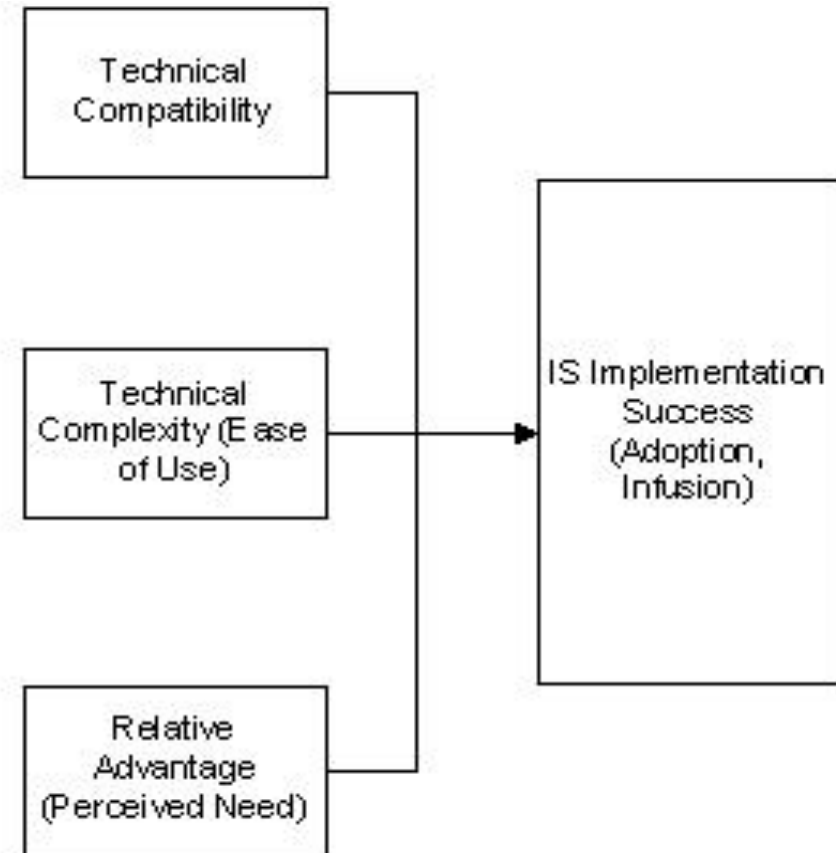 Technical
Compatibility
Technical
Complexity (Ease
of Use)
Relative
Advantage
(Perceived Need)
IS Implementation
Success
(Adoption,
Infusion)